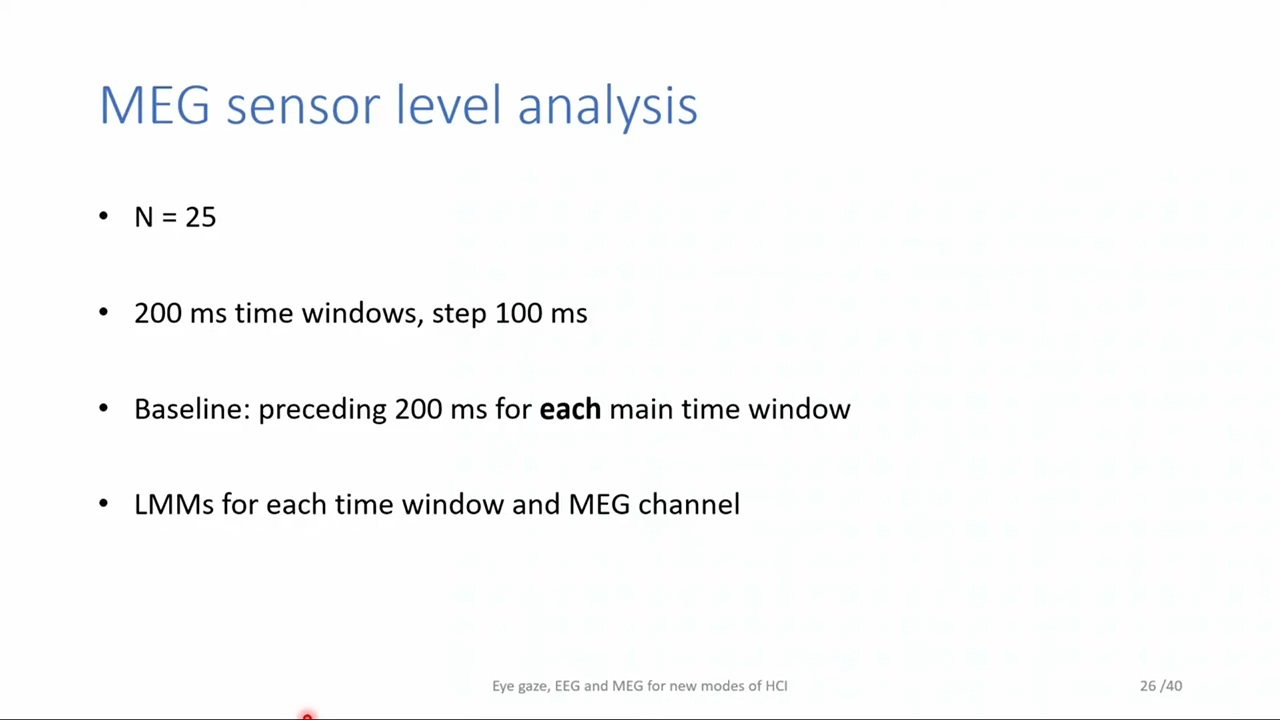 MEG sensor level analysis
• N = 25
• 200 ms time windows, step 100 ms
• Baseline: preceding 200 ms for each main time window
• LMMs for each time window and MEG channel
Eye gaze, EEG and MEG for new modes of HCI
26 /40